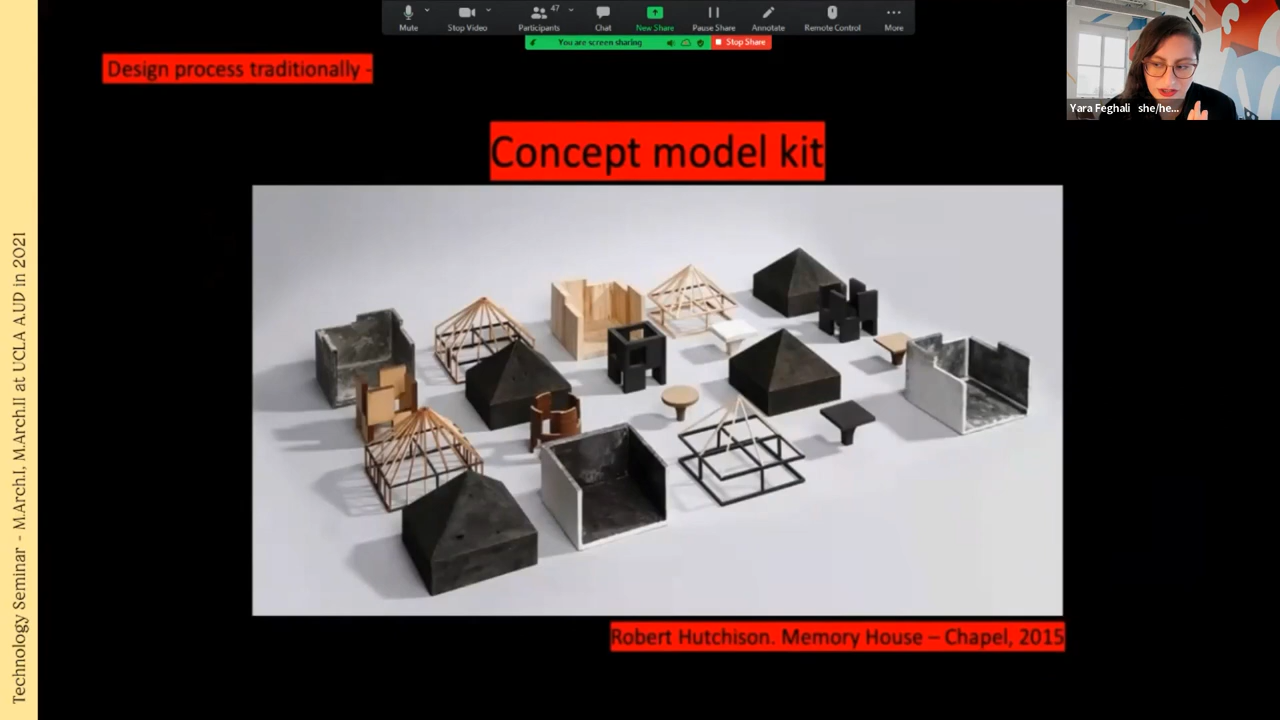 47
Mute
Stop Video
Participants
Chat
New Share
Pause Share
Annotate
Remote Control
More
You are screen sharing
Stop Share
Yara Feghali she/he...
Design process traditionally -
Concept model kit
Robert Hutchison. Memory House – Chapel, 2015
Technology Seminar - M.Arch.I, M.Arch.II at UCLA A.UD in 2021